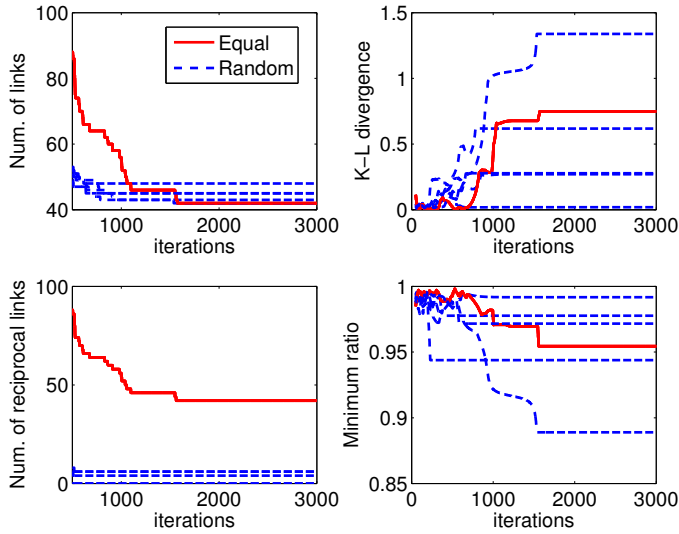 Num. of links
100
80
60
40
Equal
Random
1000
2000
3000
iterations
K-L divergence
1.5
1
0.5
0
0
1000
2000
3000
iterations
Num. of reciprocal links
100
50
0
1000
2000
3000
iterations
Minimum ratio
1
0.95
0.9
0.85
0
1000
2000
3000
iterations